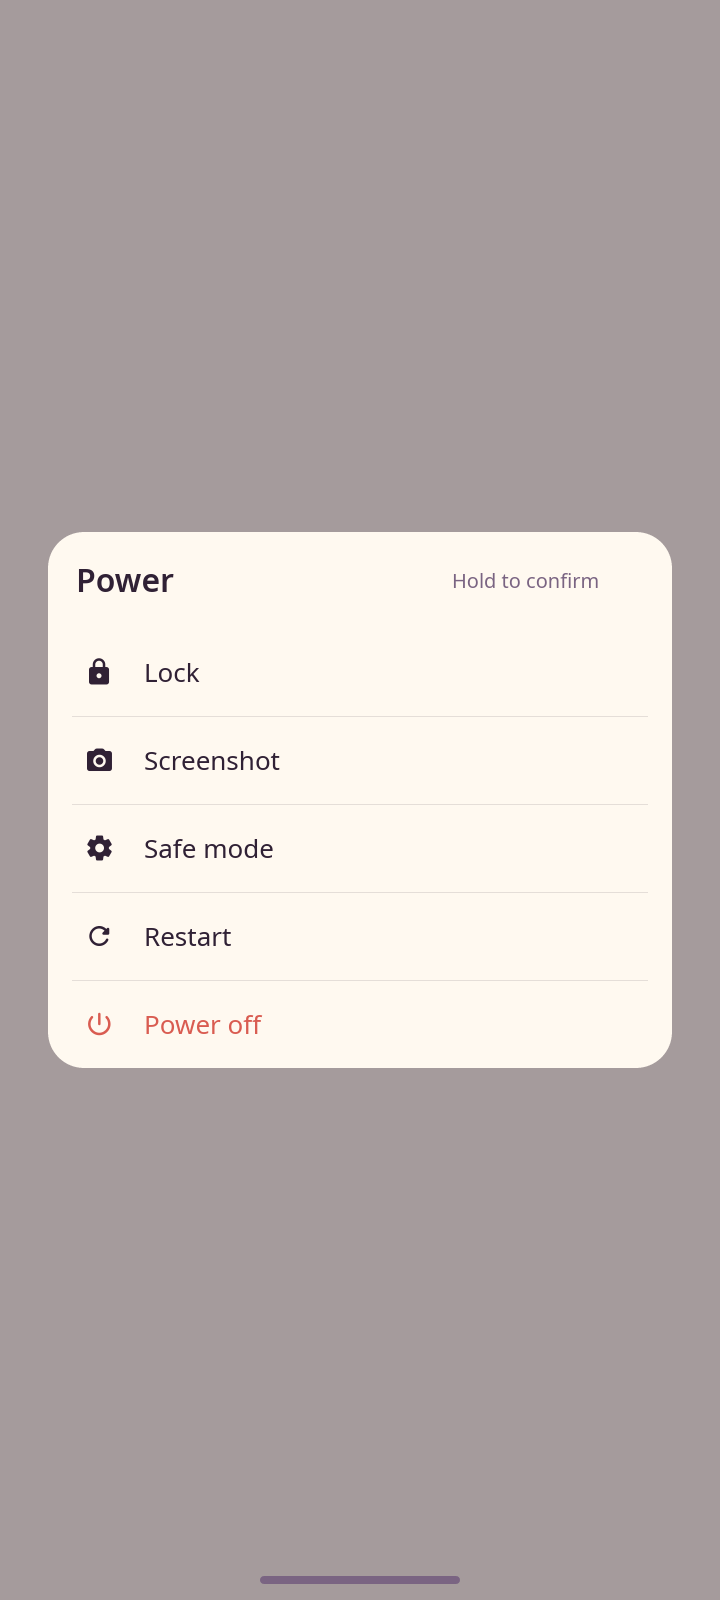 Power
Hold to confirm
Lock
Screenshot
Safe mode
Restart
Power off